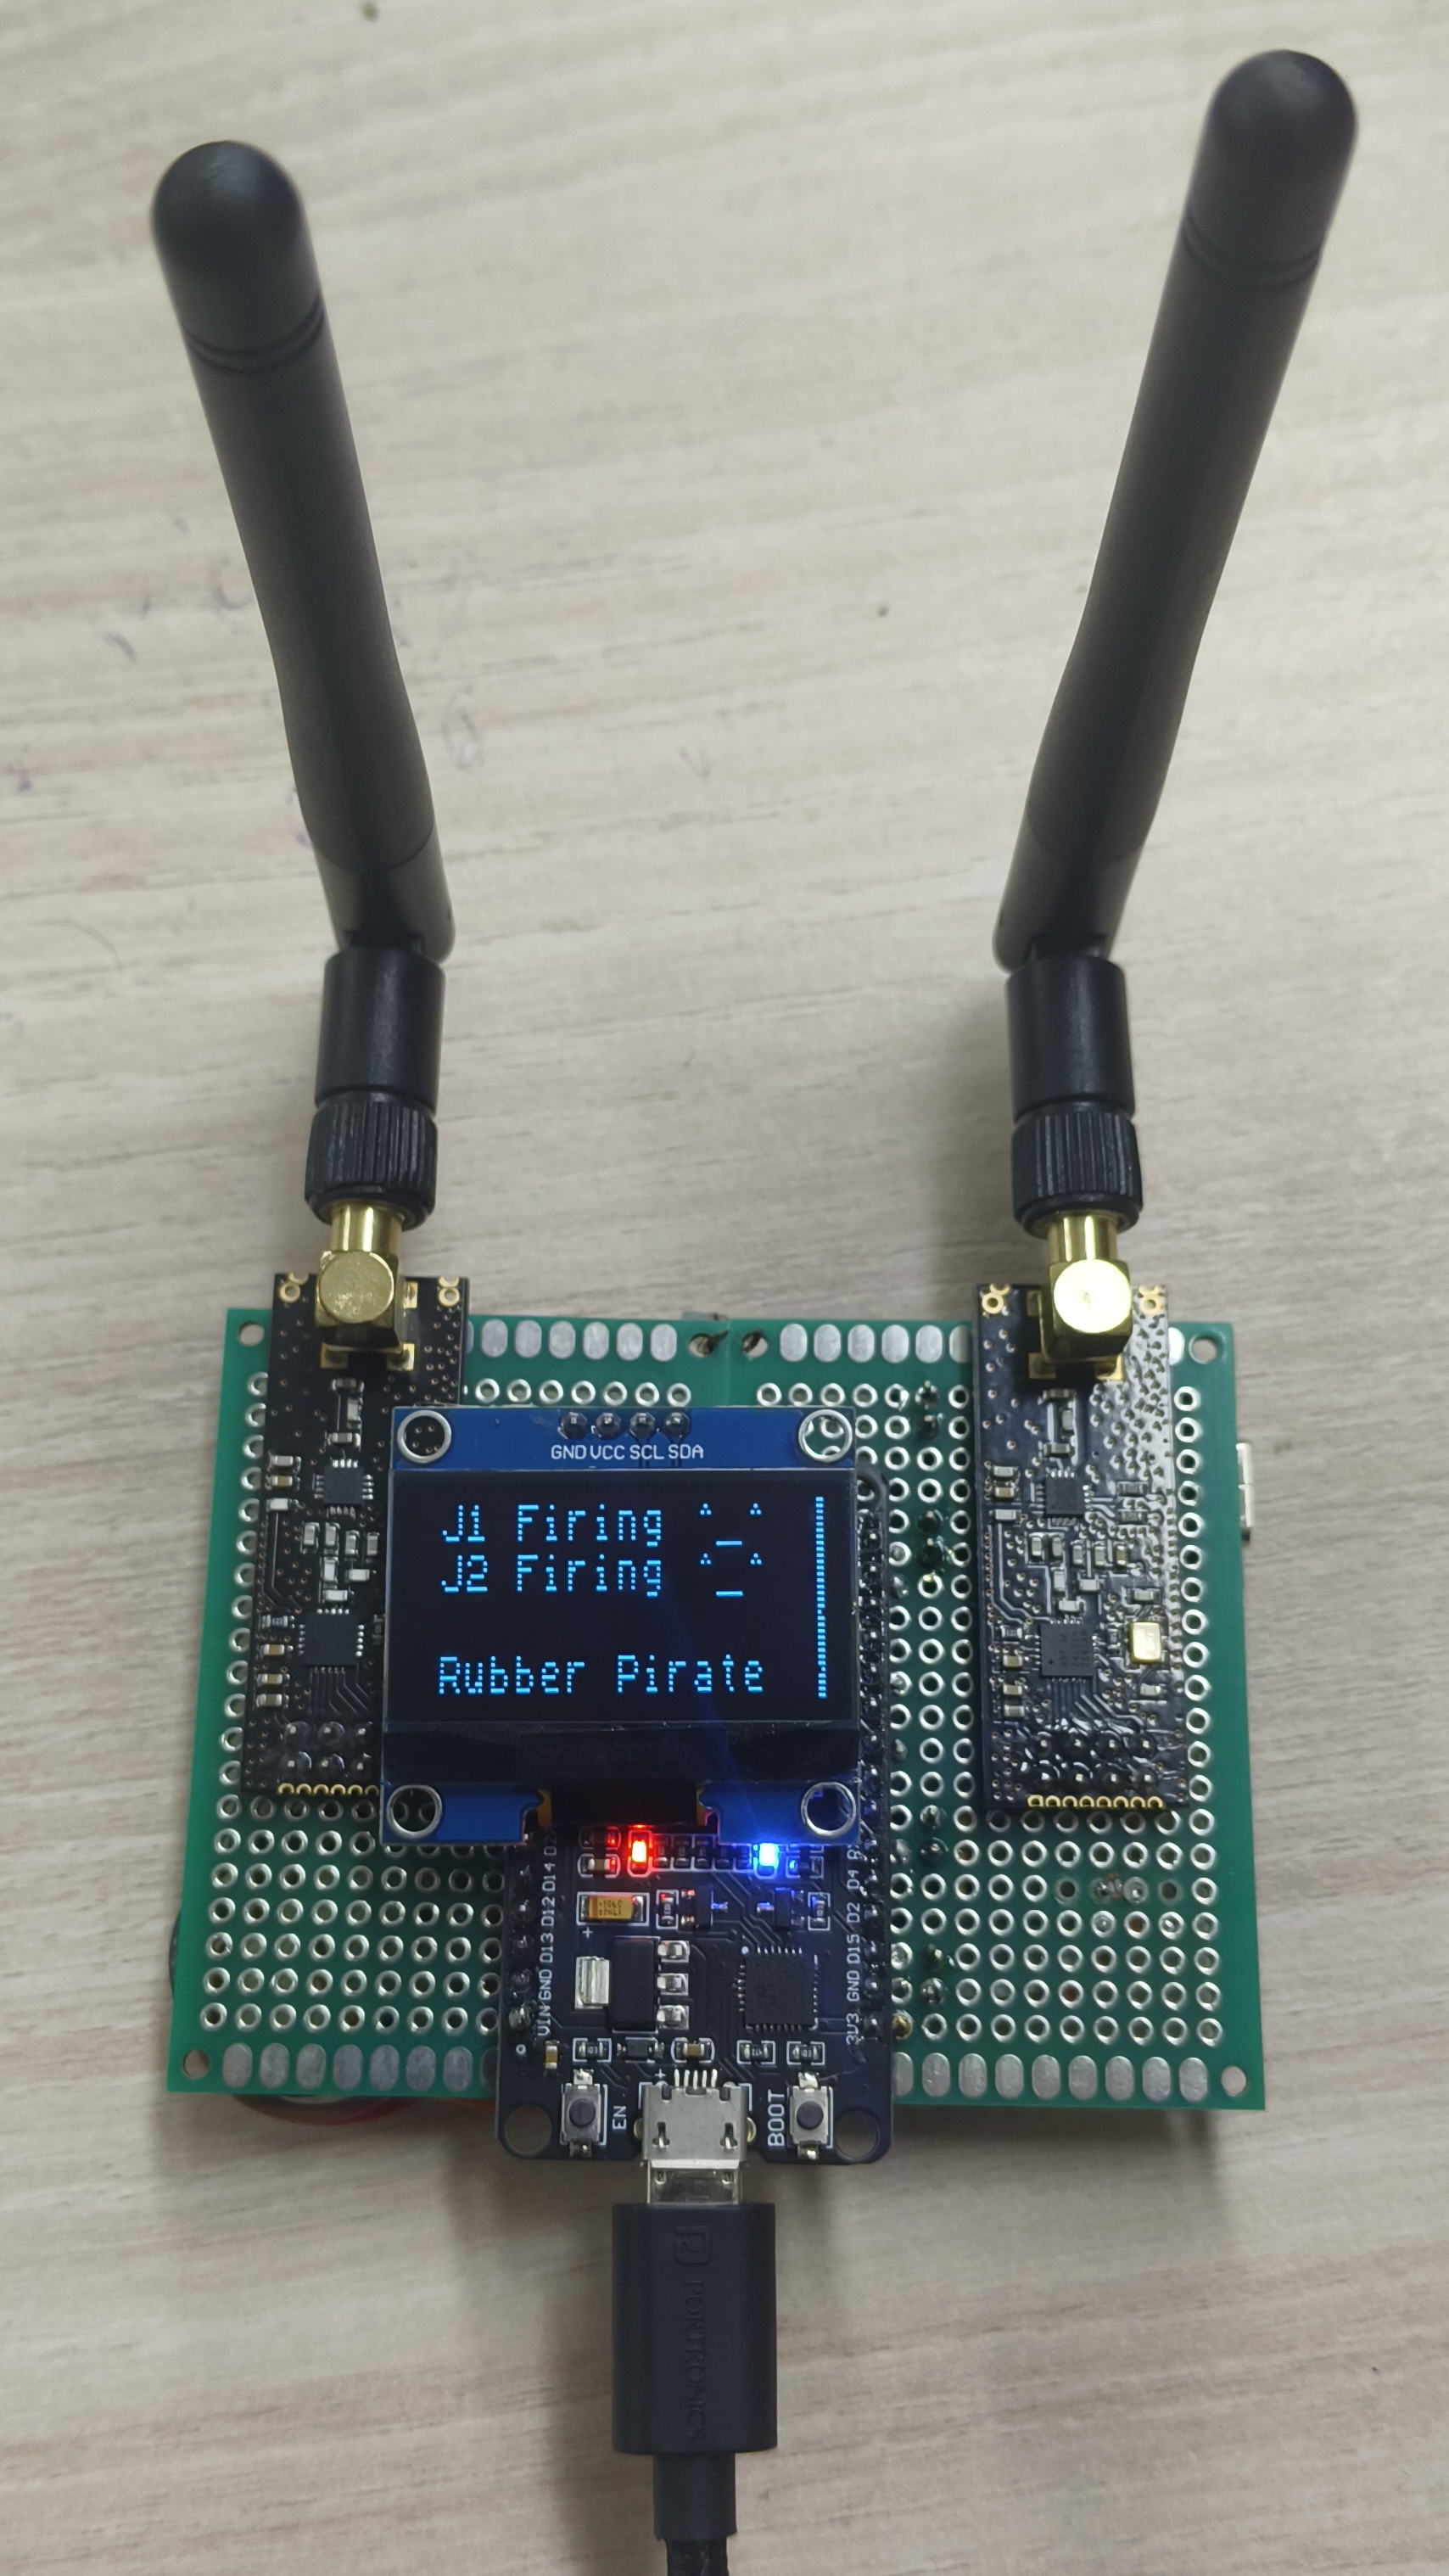 GND VCC SCL SDA
J1 Firing ^_^
J2 Firing ^_^
Rubber Pirate
VIN GND D13 D12 D14
3V3 GND D15 D2 D4
EN
BOOT
PORTRONICS